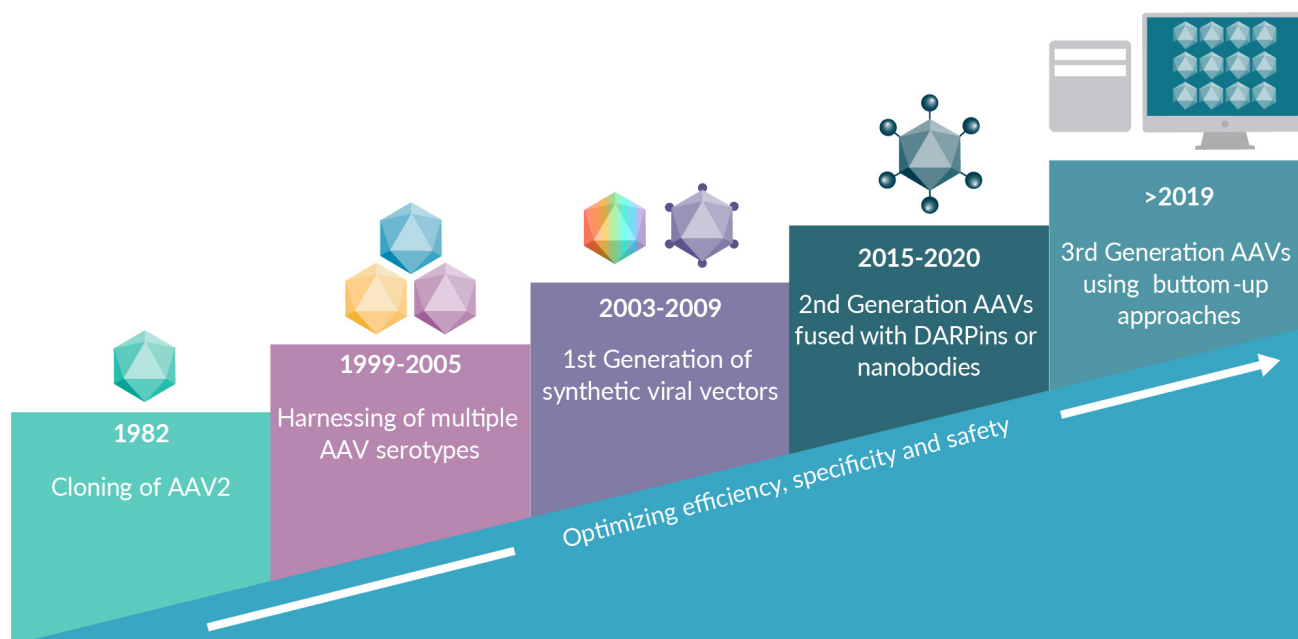 1982
Cloning of AAV2
1999-2005
Harnessing of multiple
AAV serotypes
2003-2009
1st Generation of
synthetic viral vectors
2015-2020
2nd Generation AAVs
fused with DARPins or
nanobodies
>2019
3rd Generation AAVs
using buttom-up
approaches
Optimizing efficiency, specificity and safety